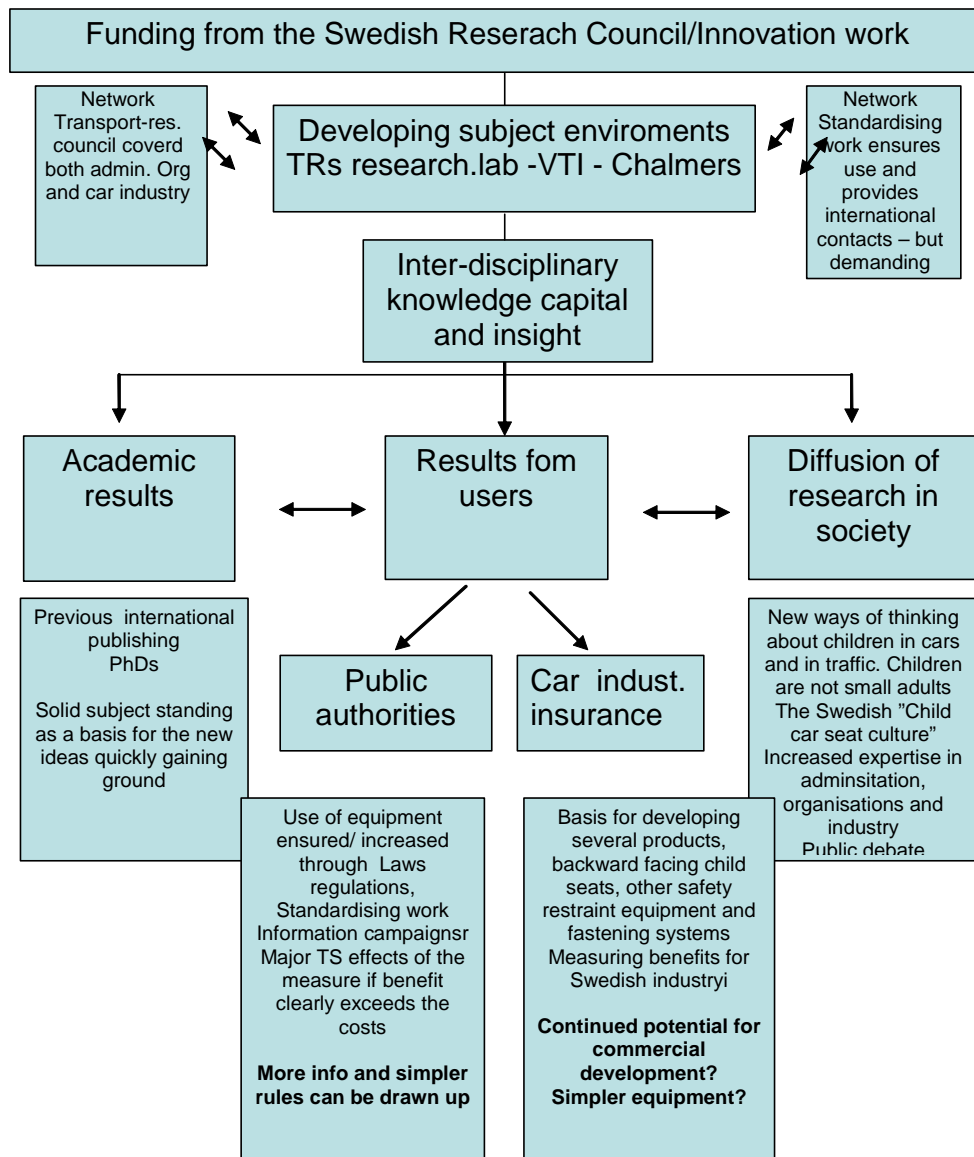 Funding from the Swedish Reserach Council/Innovation work
Network
Transport-res.
council coverd
both admin. Org
and car industry
Developing subject enviroments
TRs research.lab -VTI - Chalmers
Network
Standardising
work ensures
use and
provides
international
contacts – but
demanding
Inter-disciplinary
knowledge capital
and insight
Academic
results
Results fom
users
Diffusion of
research in
society
Previous international
publishing
PhDs
Solid subject standing
as a basis for the new
ideas quickly gaining
ground
Public
authorities
Car indust.
insurance
New ways of thinking
about children in cars
and in traffic. Children
are not small adults
The Swedish ”Child
car seat culture”
Increased expertise in
adminsitation,
organisations and
industry
Public debate
Use of equipment
ensured/ increased
through Laws
regulations,
Standardising work
Information campaignsr
Major TS effects of the
measure if benefit
clearly exceeds the
costs
More info and simpler
rules can be drawn up
Basis for developing
several products,
backward facing child
seats, other safety
restraint equipment and
fastening systems
Measuring benefits for
Swedish industryi
Continued potential for
commercial
development?
Simpler equipment?